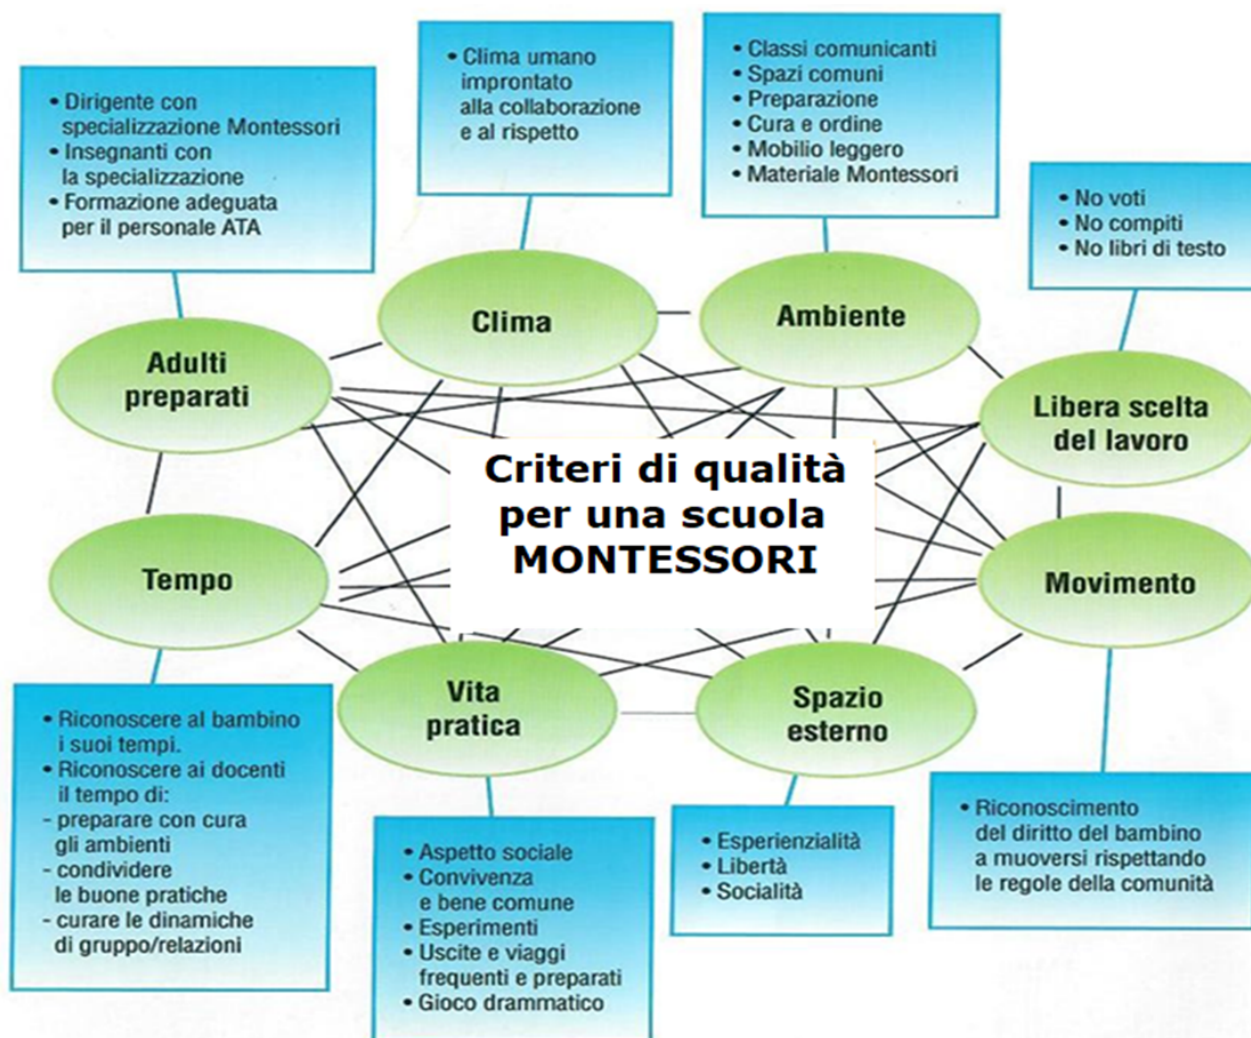 • Dirigente con
specializzazione Montessori
• Insegnanti con
la specializzazione
• Formazione adeguata
per il personale ATA
• Clima umano
improntato
alla collaborazione
e al rispetto
• Classi comunicanti
• Spazi comuni
• Preparazione
• Cura e ordine
• Mobilio leggero
• Materiale Montessori
• No voti
• No compiti
• No libri di testo
Adulti
preparati
Clima
Ambiente
Libera scelta
del lavoro
Criteri di qualità
per una scuola
MONTESSORI
Tempo
Movimento
Vita
pratica
Spazio
esterno
• Riconoscere al bambino
i suoi tempi.
• Riconoscere ai docenti
il tempo di:
- preparare con cura
gli ambienti
- condividere
le buone pratiche
- curare le dinamiche
di gruppo/relazioni
• Aspetto sociale
• Convivenza
e bene comune
• Esperimenti
• Uscite e viaggi
frequenti e preparati
• Gioco drammatico
• Esperienzialità
• Libertà
• Socialità
• Riconoscimento
del diritto del bambino
a muoversi rispettando
le regole della comunità